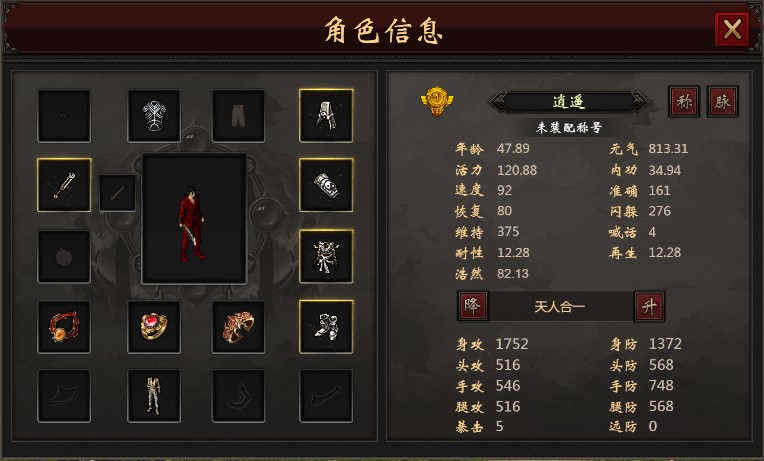 角色信息
逍遥
称 脉
未装配称号
年龄 47.89 元气 813.31
活力 120.88 内功 34.94
速度 92 准确 161
恢复 80 闪躲 276
维持 375 喊话 4
耐性 12.28 再生 12.28
浩然 82.13
降 天人合一 升
身攻 1752 身防 1372
头攻 516 头防 568
手攻 546 手防 748
腿攻 516 腿防 568
暴击 5 远防 0